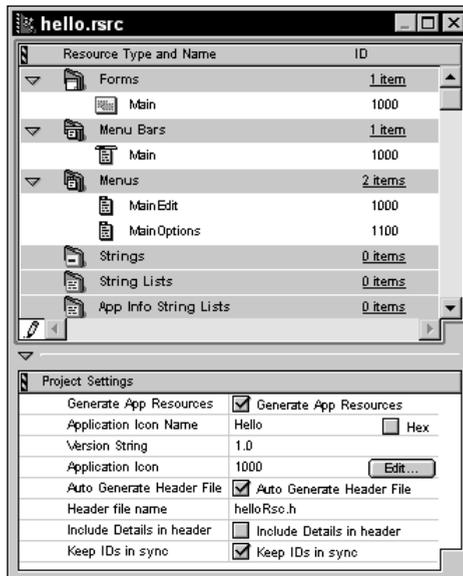 hello.rsrc
Resource Type and Name ID
Forms 1 item
Main 1000
Menu Bars 1 item
Main 1000
Menus 2 items
Main Edit 1000
Main Options 1100
Strings 0 items
String Lists 0 items
App Info String Lists 0 items
Project Settings
Generate App Resources Generate App Resources
Application Icon Name Hello Hex
Version String 1.0
Application Icon 1000 Edit...
Auto Generate Header File Auto Generate Header File
Header file name helloRsc.h
Include Details in header Include Details in header
Keep IDs in sync Keep IDs in sync